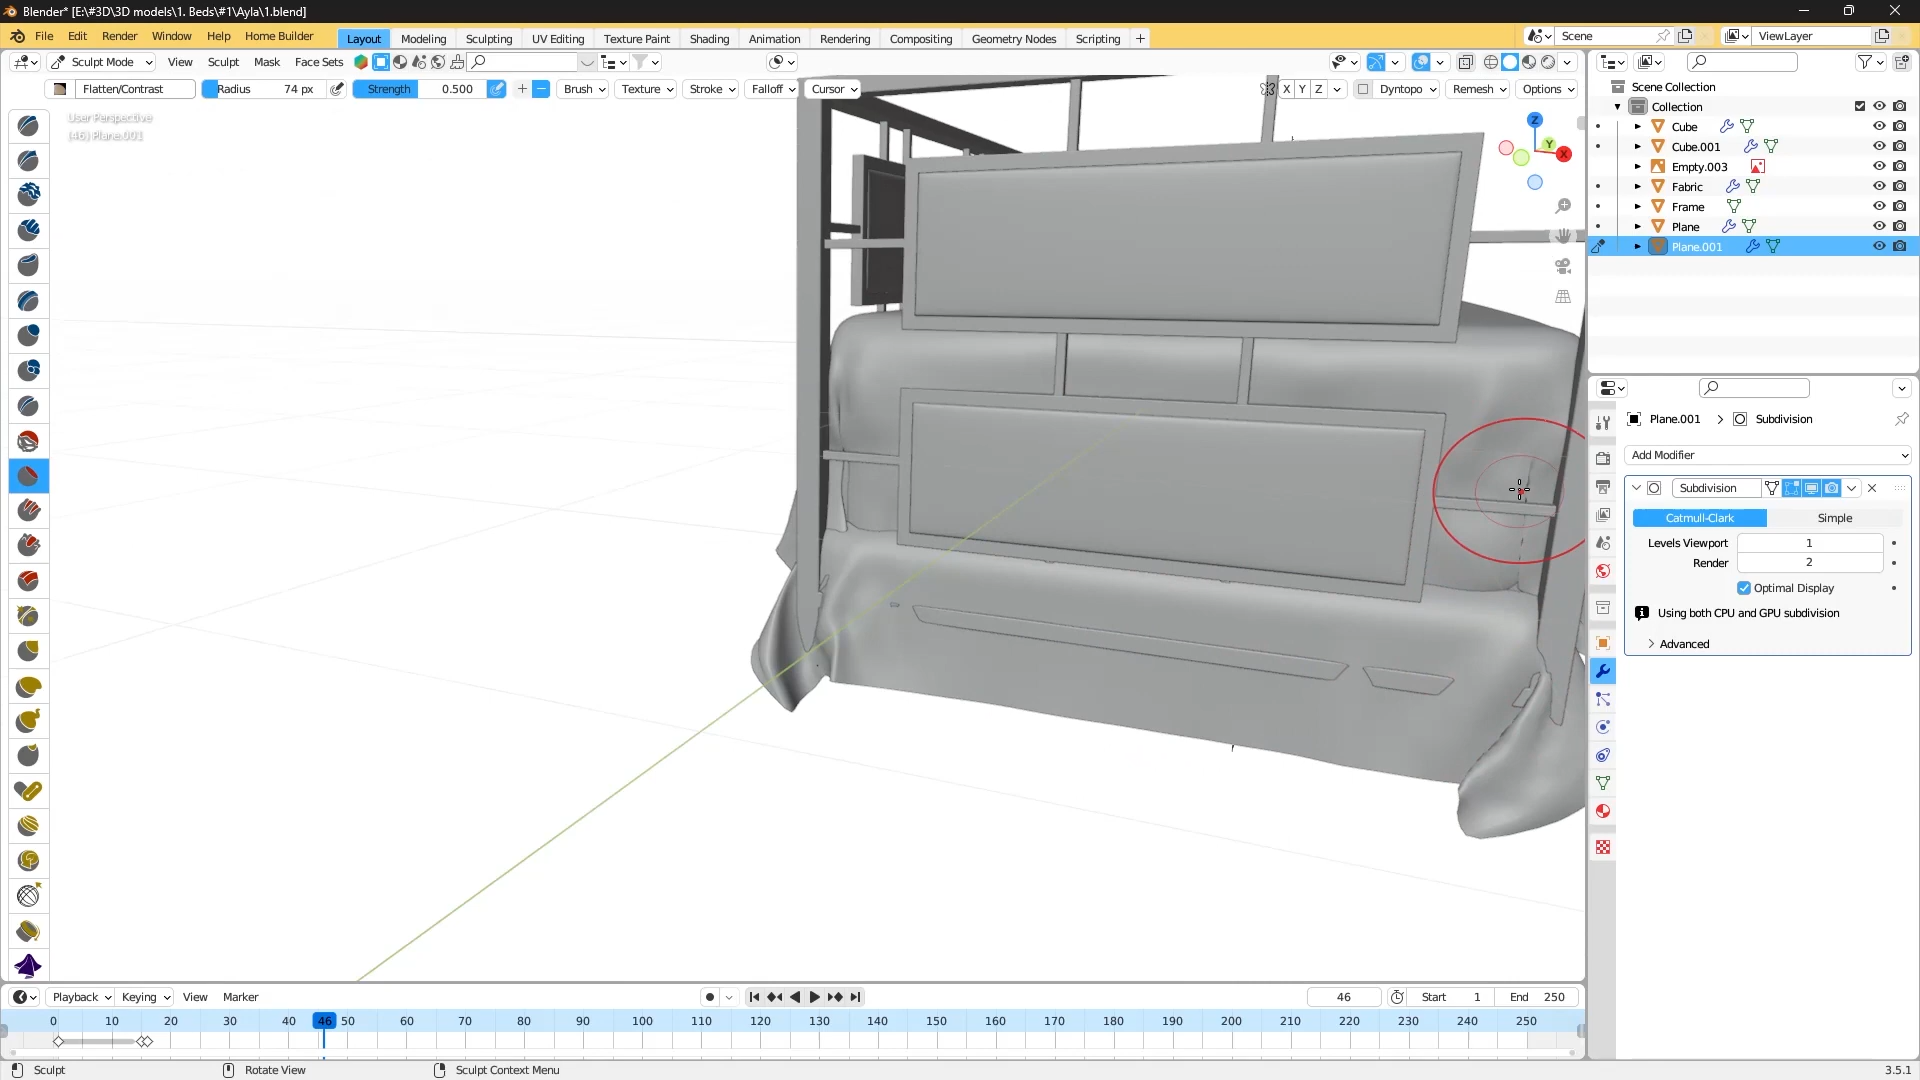 Blender* [E:\#3D\3D models\1. Beds\#1\Ayla\1.blend]
File Edit Render Window Help Home Builder Layout Modeling Sculpting UV Editing Texture Paint Shading Animation Rendering Compositing Geometry Nodes Scripting + Scene ViewLayer
Sculpt Mode View Sculpt Mask Face Sets
Flatten/Contrast Radius 74 px Strength 0.500 Brush Texture Stroke Falloff Cursor X Y Z Dyntopo Remesh Options
User Perspective
(46) Plane.001
Z
Y
X
Scene Collection
Collection
Cube
Cube.001
Empty.003
Fabric
Frame
Plane
Plane.001
Plane.001 > Subdivision
Add Modifier
Subdivision
Catmull-Clark Simple
Levels Viewport 1
Render 2
Optimal Display
Using both CPU and GPU subdivision
Advanced
Playback Keying View Marker 46 Start 1 End 250
0 10 20 30 40 46 50 60 70 80 90 100 110 120 130 140 150 160 170 180 190 200 210 220 230 240 250
Sculpt Rotate View Sculpt Context Menu 3.5.1